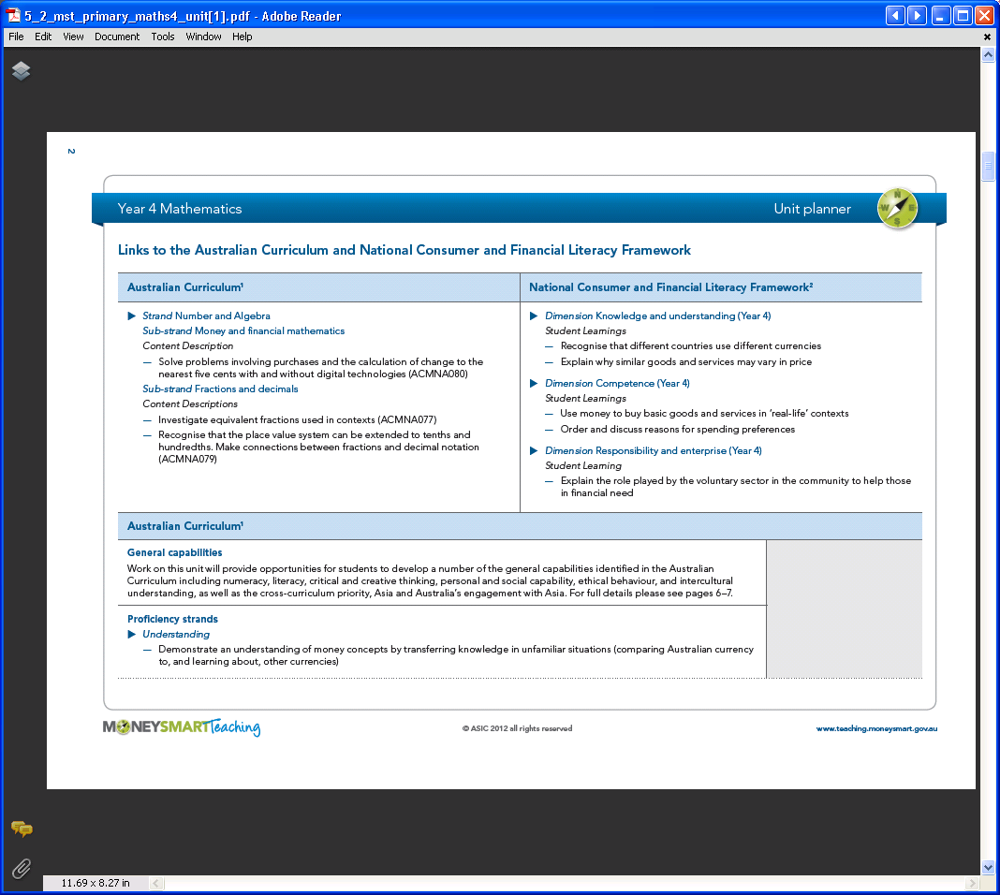 5_2_mst_primary_maths4_unit[1].pdf - Adobe Reader
File Edit View Document Tools Window Help
2
Year 4 Mathematics
Unit planner
N
W E
S
Links to the Australian Curriculum and National Consumer and Financial Literacy Framework
Australian Curriculum¹
National Consumer and Financial Literacy Framework²
▶ Strand Number and Algebra
Sub-strand Money and financial mathematics
Content Description
— Solve problems involving purchases and the calculation of change to the
nearest five cents with and without digital technologies (ACMNA080)
Sub-strand Fractions and decimals
Content Descriptions
— Investigate equivalent fractions used in contexts (ACMNA077)
— Recognise that the place value system can be extended to tenths and
hundredths. Make connections between fractions and decimal notation
(ACMNA079)
▶ Dimension Knowledge and understanding (Year 4)
Student Learnings
— Recognise that different countries use different currencies
— Explain why similar goods and services may vary in price
▶ Dimension Competence (Year 4)
Student Learnings
— Use money to buy basic goods and services in ‘real-life’ contexts
— Order and discuss reasons for spending preferences
▶ Dimension Responsibility and enterprise (Year 4)
Student Learning
— Explain the role played by the voluntary sector in the community to help those
in financial need
Australian Curriculum¹
General capabilities
Work on this unit will provide opportunities for students to develop a number of the general capabilities identified in the Australian
Curriculum including numeracy, literacy, critical and creative thinking, personal and social capability, ethical behaviour, and intercultural
understanding, as well as the cross-curriculum priority, Asia and Australia’s engagement with Asia. For full details please see pages 6–7.
Proficiency strands
▶ Understanding
— Demonstrate an understanding of money concepts by transferring knowledge in unfamiliar situations (comparing Australian currency
to, and learning about, other currencies)
MONEYSMART Teaching
© ASIC 2012 all rights reserved
www.teaching.moneysmart.gov.au
11.69 x 8.27 in